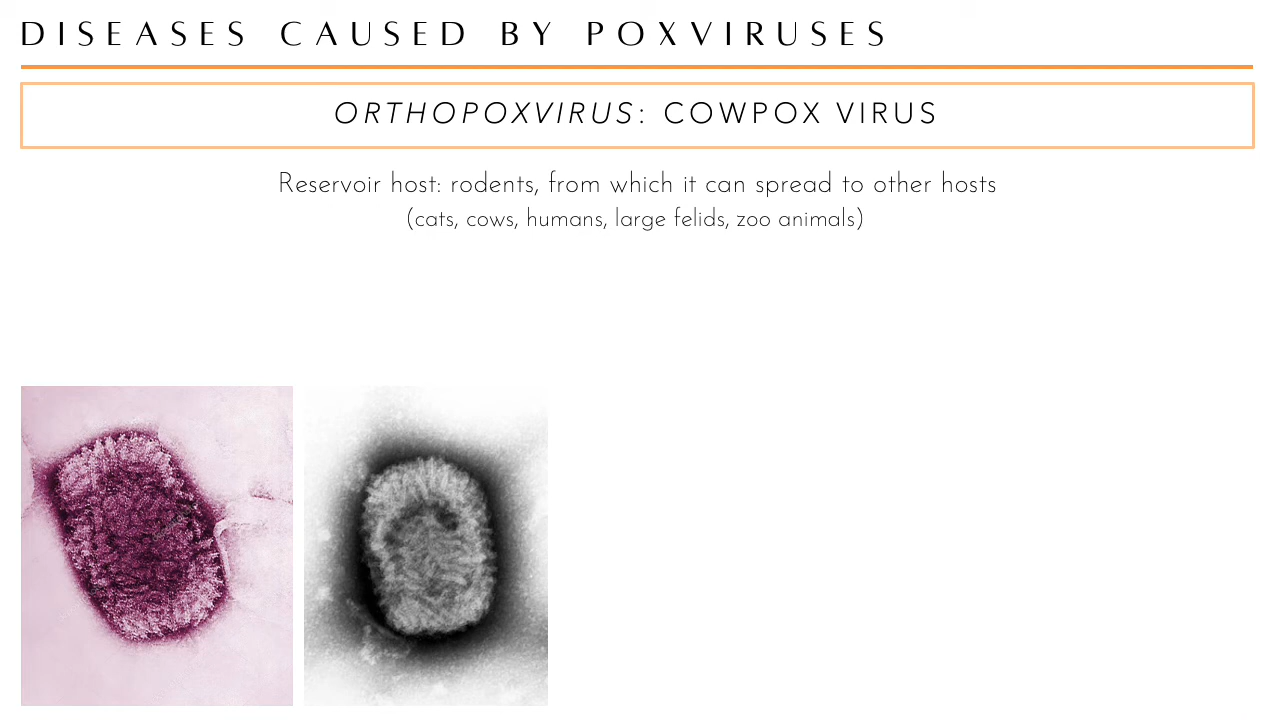 DISEASES CAUSED BY POXVIRUSES
ORTHOPOXVIRUS: COWPOX VIRUS
Reservoir host: rodents, from which it can spread to other hosts
(cats, cows, humans, large felids, zoo animals)